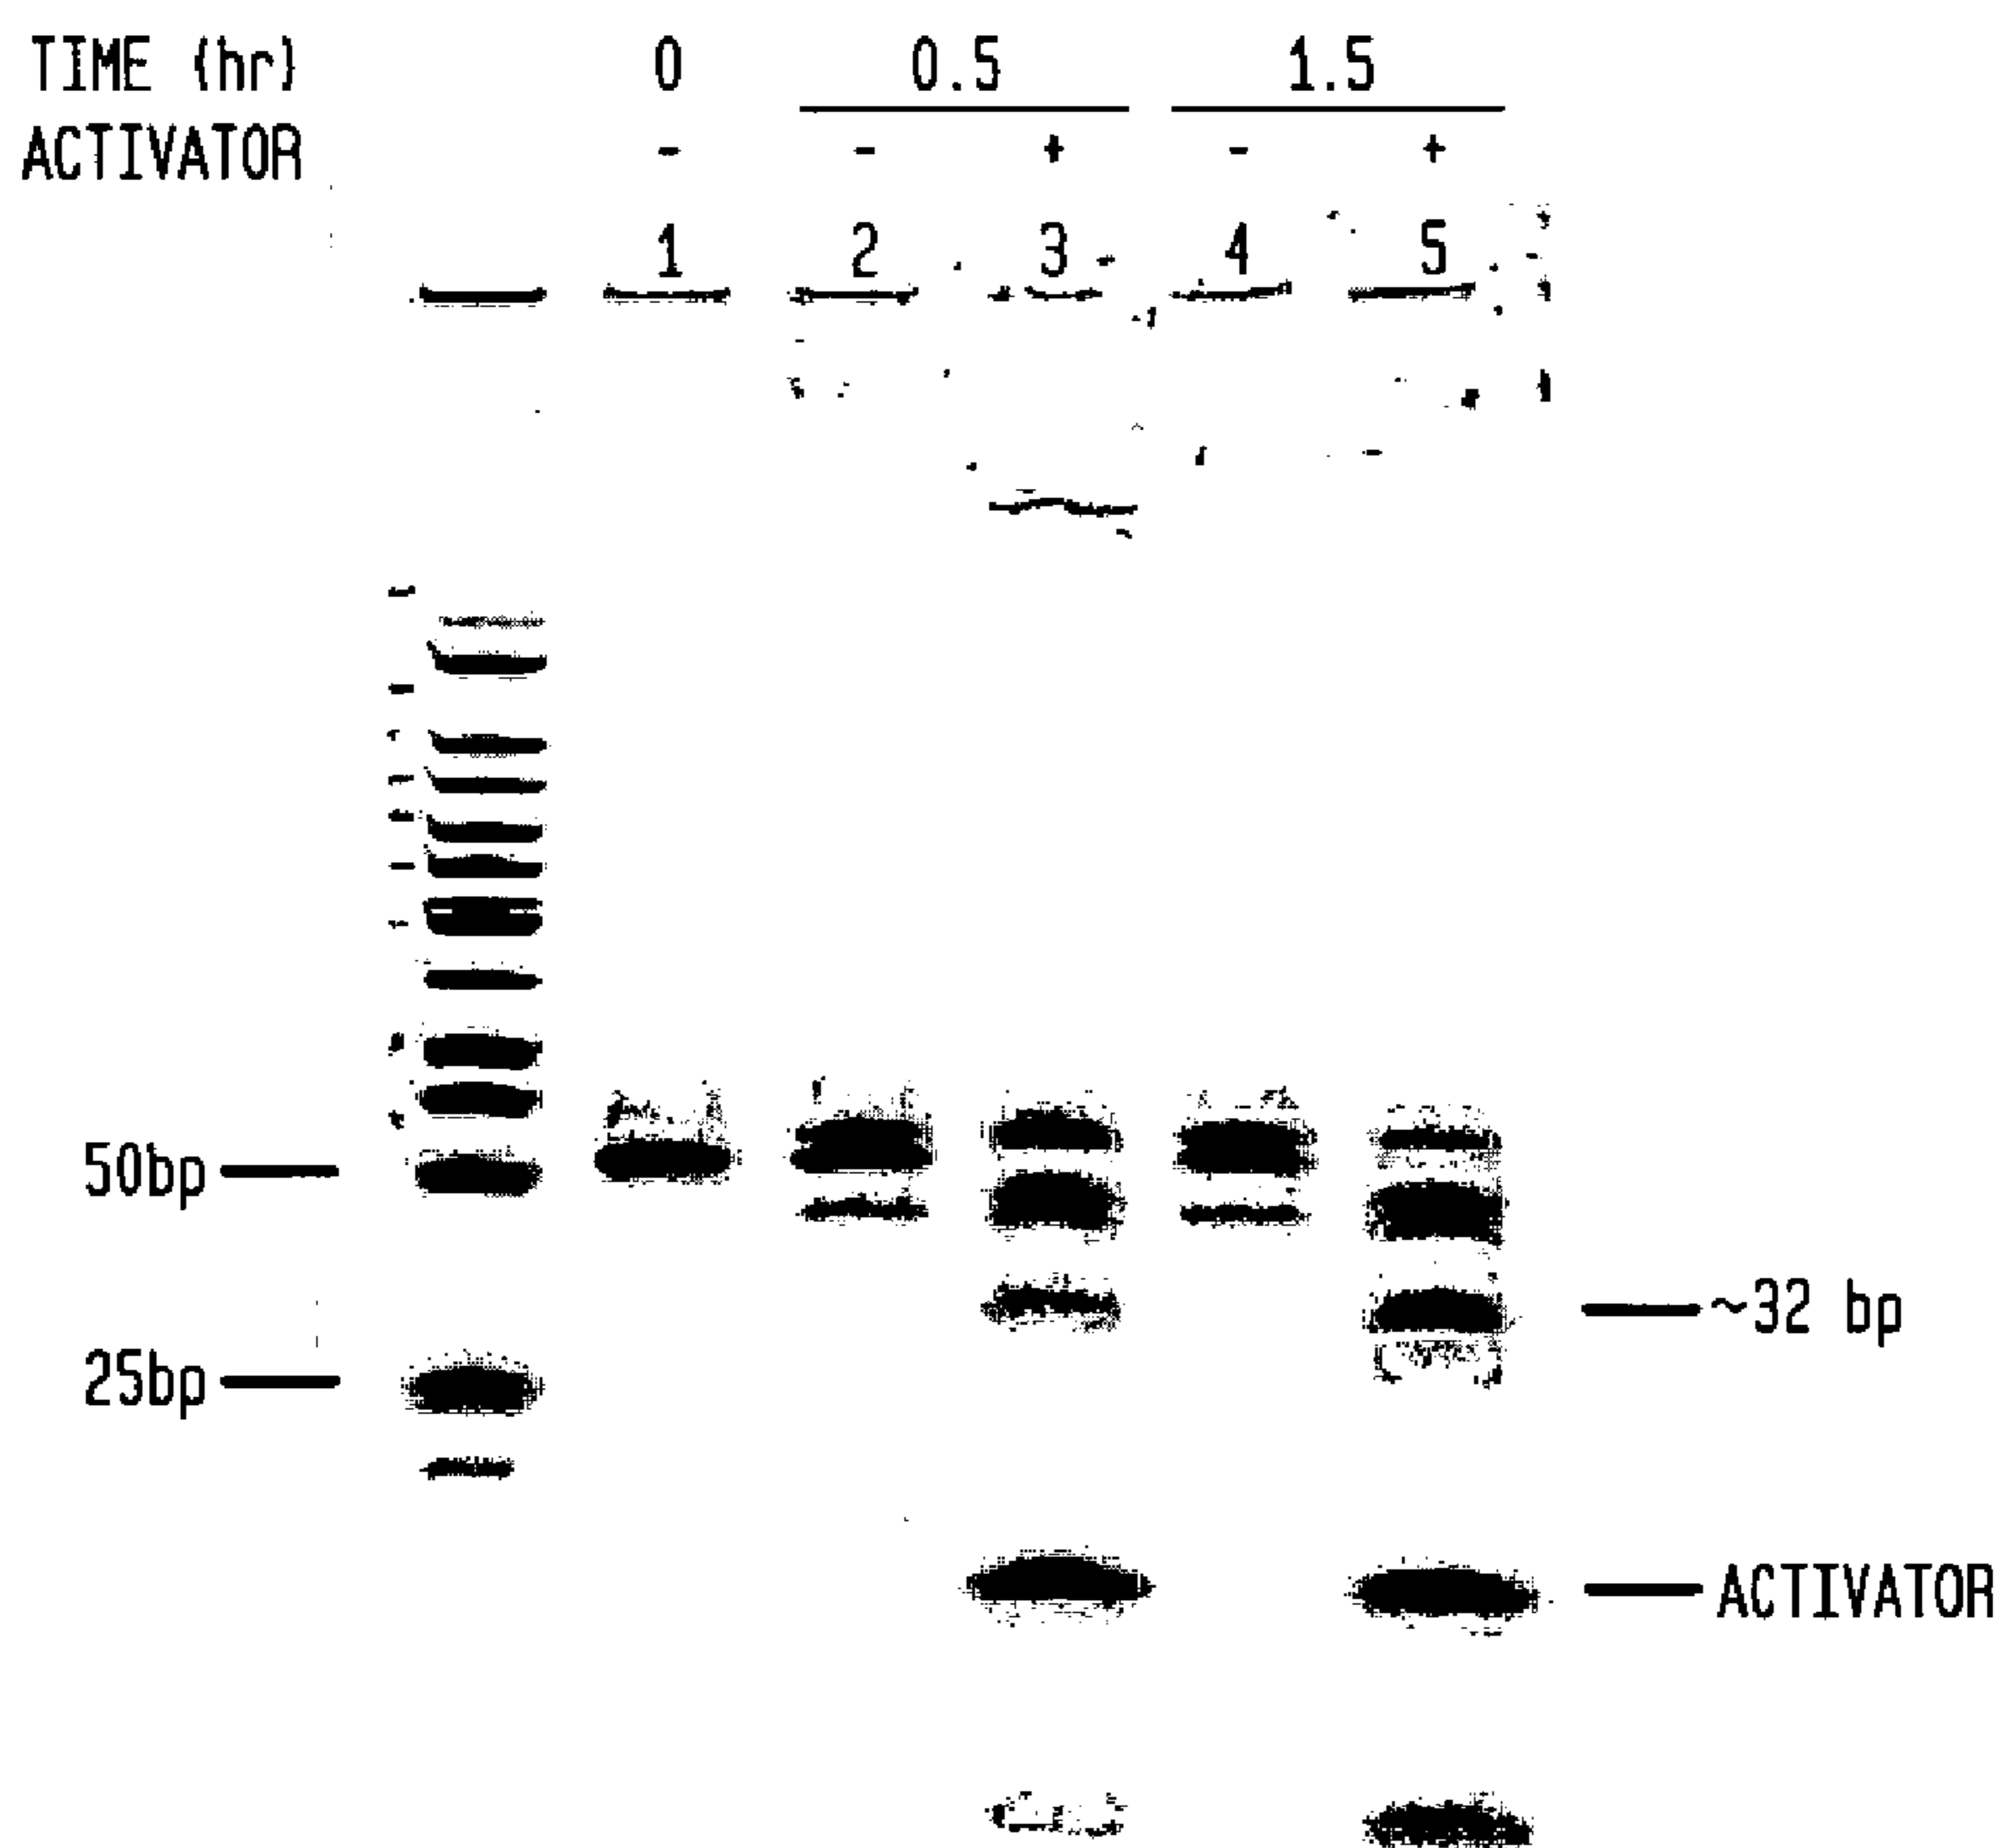 TIME (hr) 0 0.5 1.5
ACTIVATOR - - + - +
1 2 3 4 5
50bp
~32 bp
25bp
ACTIVATOR